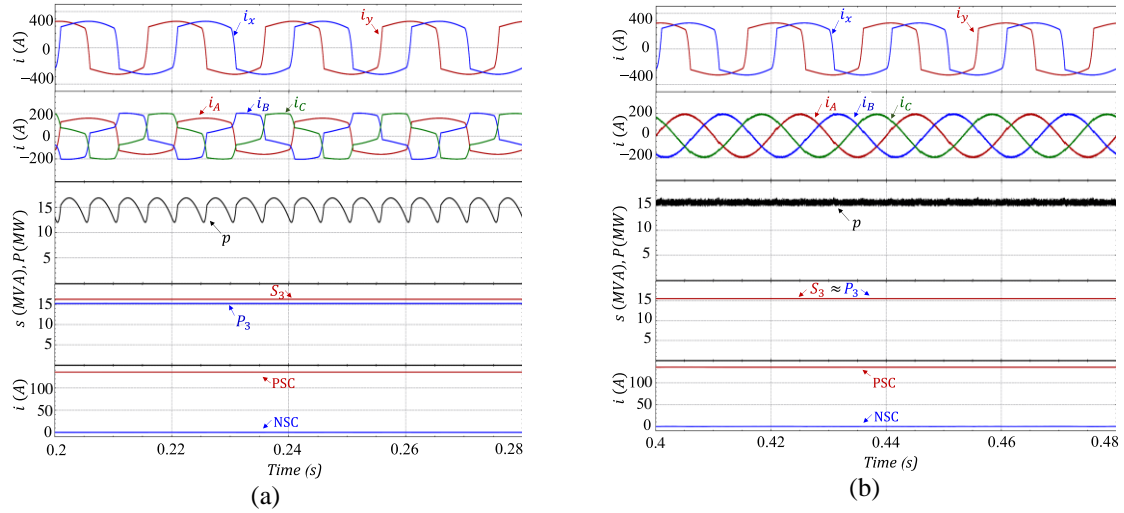 400
0
−400
i (A)
i_x
i_y
200
0
−200
i (A)
i_A
i_B
i_C
15
10
5
p
s (MVA), P(MW)
15
10
5
S_3
P_3
100
50
0
i (A)
PSC
NSC
0.2 0.22 0.24 0.26 0.28
Time (s)
(a)
400
0
−400
i (A)
i_x
i_y
200
0
−200
i (A)
i_A
i_B
i_C
15
10
5
p
s (MVA), P(MW)
15
10
5
S_3 ≈ P_3
100
50
0
i (A)
PSC
NSC
0.4 0.42 0.44 0.46 0.48
Time (s)
(b)